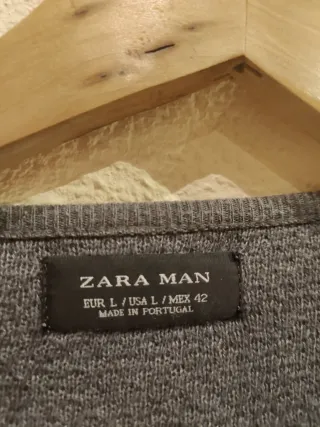 ZARA MAN
EUR L / USA L / MEX 42
MADE IN PORTUGAL